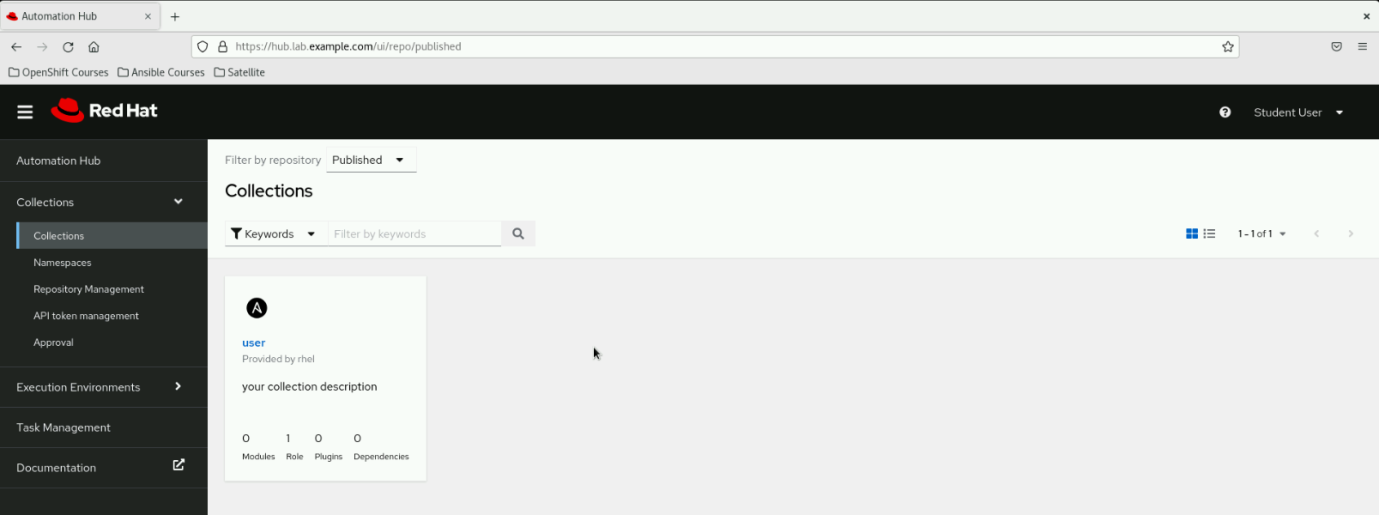 Automation Hub
https://hub.lab.example.com/ui/repo/published
OpenShift Courses Ansible Courses Satellite
Red Hat
Student User
Automation Hub
Collections
Collections
Namespaces
Repository Management
API token management
Approval
Execution Environments
Task Management
Documentation
Filter by repository Published
Collections
Keywords Filter by keywords
1 - 1 of 1
A
user
Provided by rhel
your collection description
0 1 0 0
Modules Role Plugins Dependencies